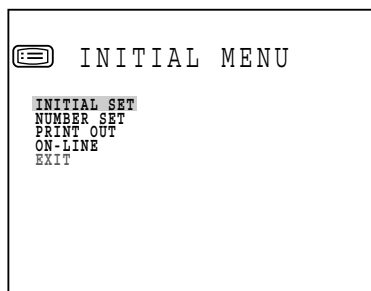 INITIAL MENU
INITIAL SET
NUMBER SET
PRINT OUT
ON-LINE
EXIT